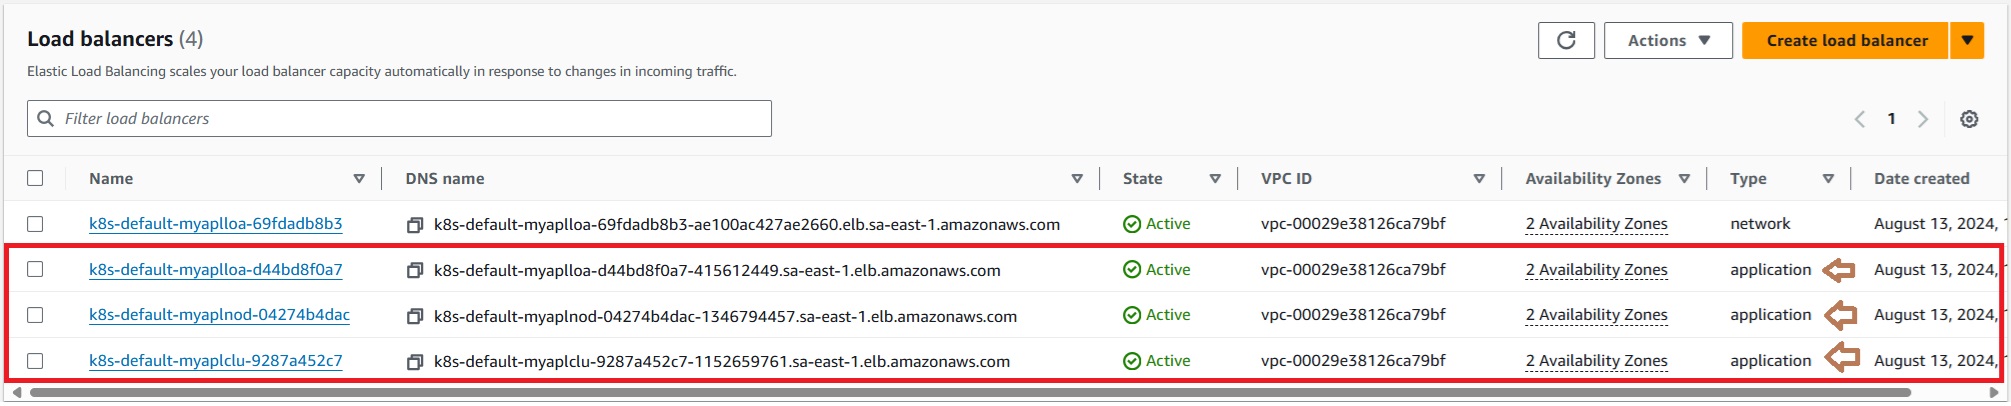 Load balancers (4)
Actions
Create load balancer
Elastic Load Balancing scales your load balancer capacity automatically in response to changes in incoming traffic.
Filter load balancers
1
Name DNS name State VPC ID Availability Zones Type Date created
k8s-default-myaplloa-69fdadb8b3 k8s-default-myaplloa-69fdadb8b3-ae100ac427ae2660.elb.sa-east-1.amazonaws.com Active vpc-00029e38126ca79bf 2 Availability Zones network August 13, 2024,
k8s-default-myaplloa-d44bd8f0a7 k8s-default-myaplloa-d44bd8f0a7-415612449.sa-east-1.elb.amazonaws.com Active vpc-00029e38126ca79bf 2 Availability Zones application August 13, 2024,
k8s-default-myaplnod-04274b4dac k8s-default-myaplnod-04274b4dac-1346794457.sa-east-1.elb.amazonaws.com Active vpc-00029e38126ca79bf 2 Availability Zones application August 13, 2024,
k8s-default-myaplclu-9287a452c7 k8s-default-myaplclu-9287a452c7-1152659761.sa-east-1.elb.amazonaws.com Active vpc-00029e38126ca79bf 2 Availability Zones application August 13, 2024,